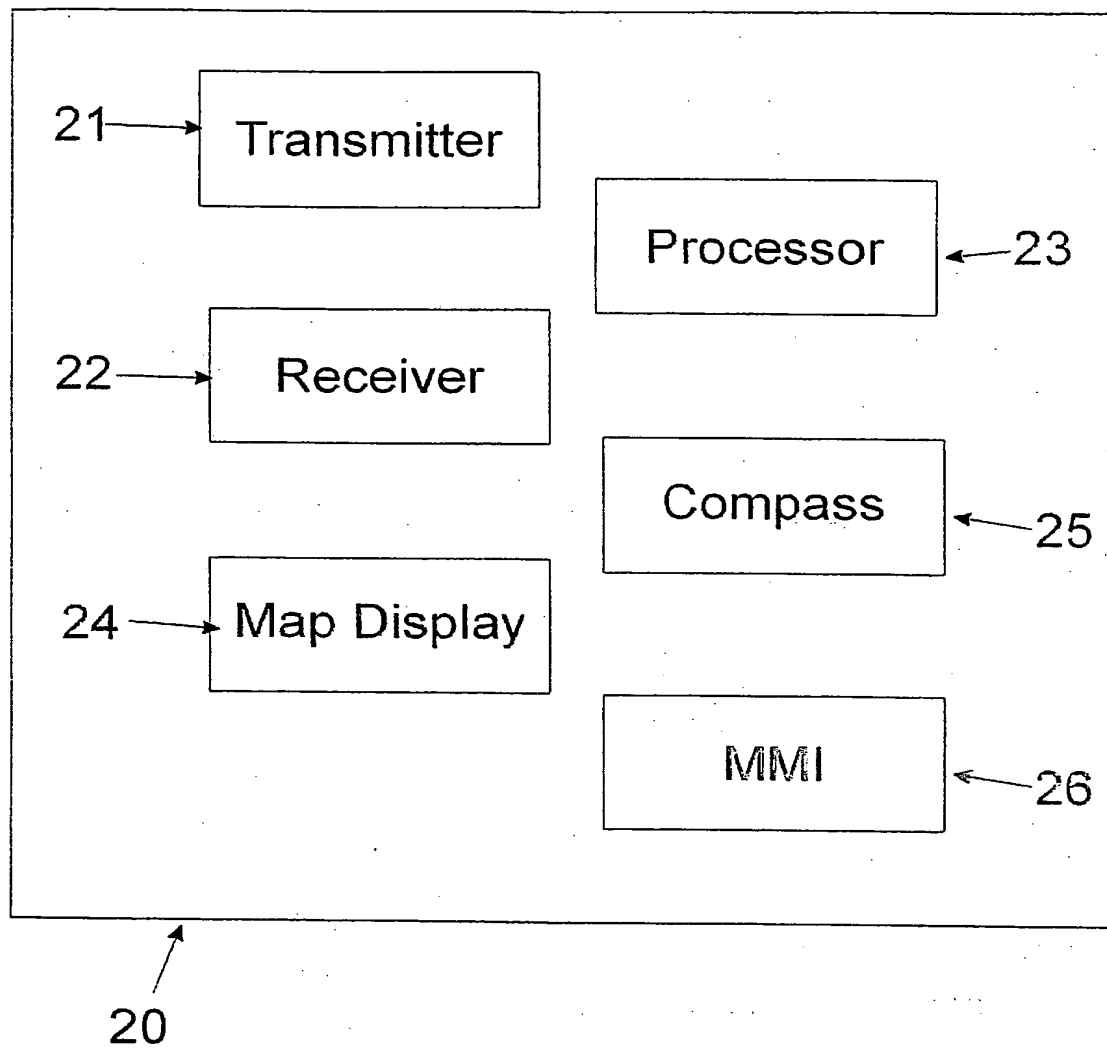 21
Transmitter
Processor
23
22
Receiver
Compass
25
24
Map Display
MMI
26
20